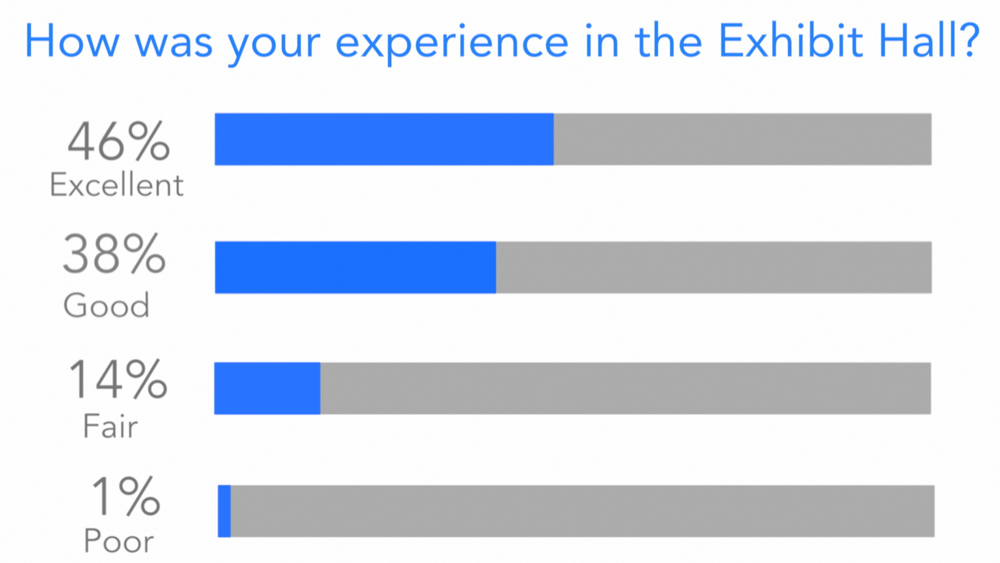 How was your experience in the Exhibit Hall?
46%
Excellent
38%
Good
14%
Fair
1%
Poor